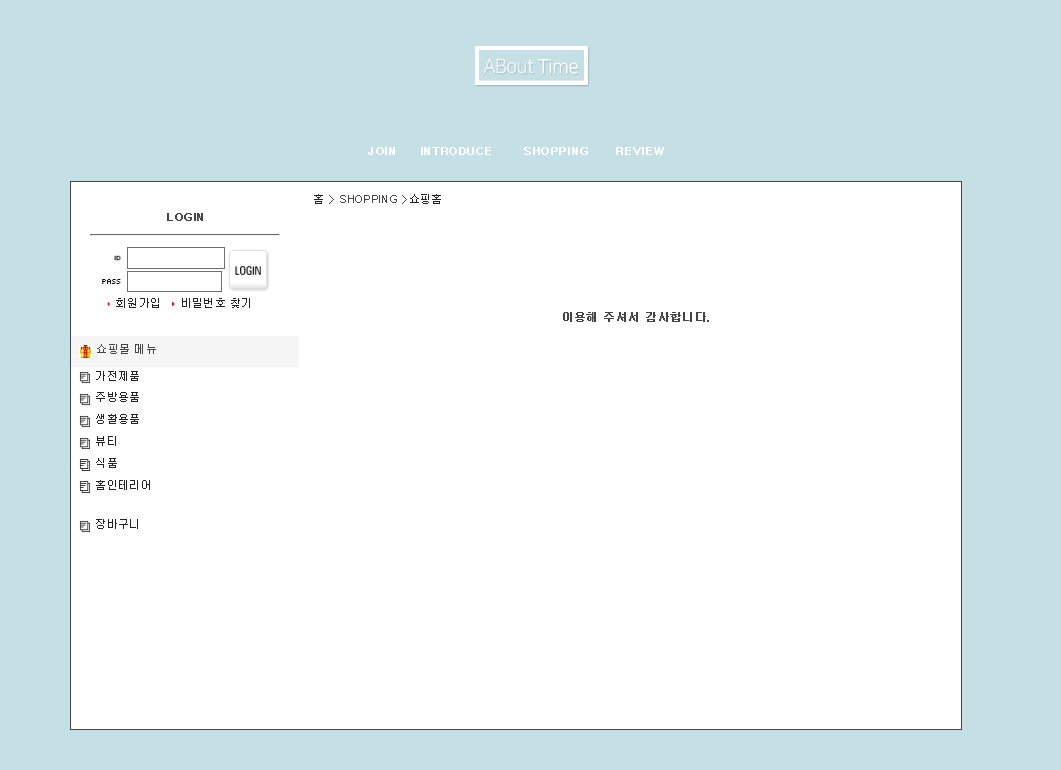 ABout Time
JOIN INTRODUCE SHOPPING REVIEW
홈 > SHOPPING >쇼핑홈
LOGIN
ID
PASS
LOGIN
회원가입 비밀번호 찾기
이용해 주셔서 감사합니다.
쇼핑몰 메뉴
가전제품
주방용품
생활용품
뷰티
식품
홈인테리어
장바구니